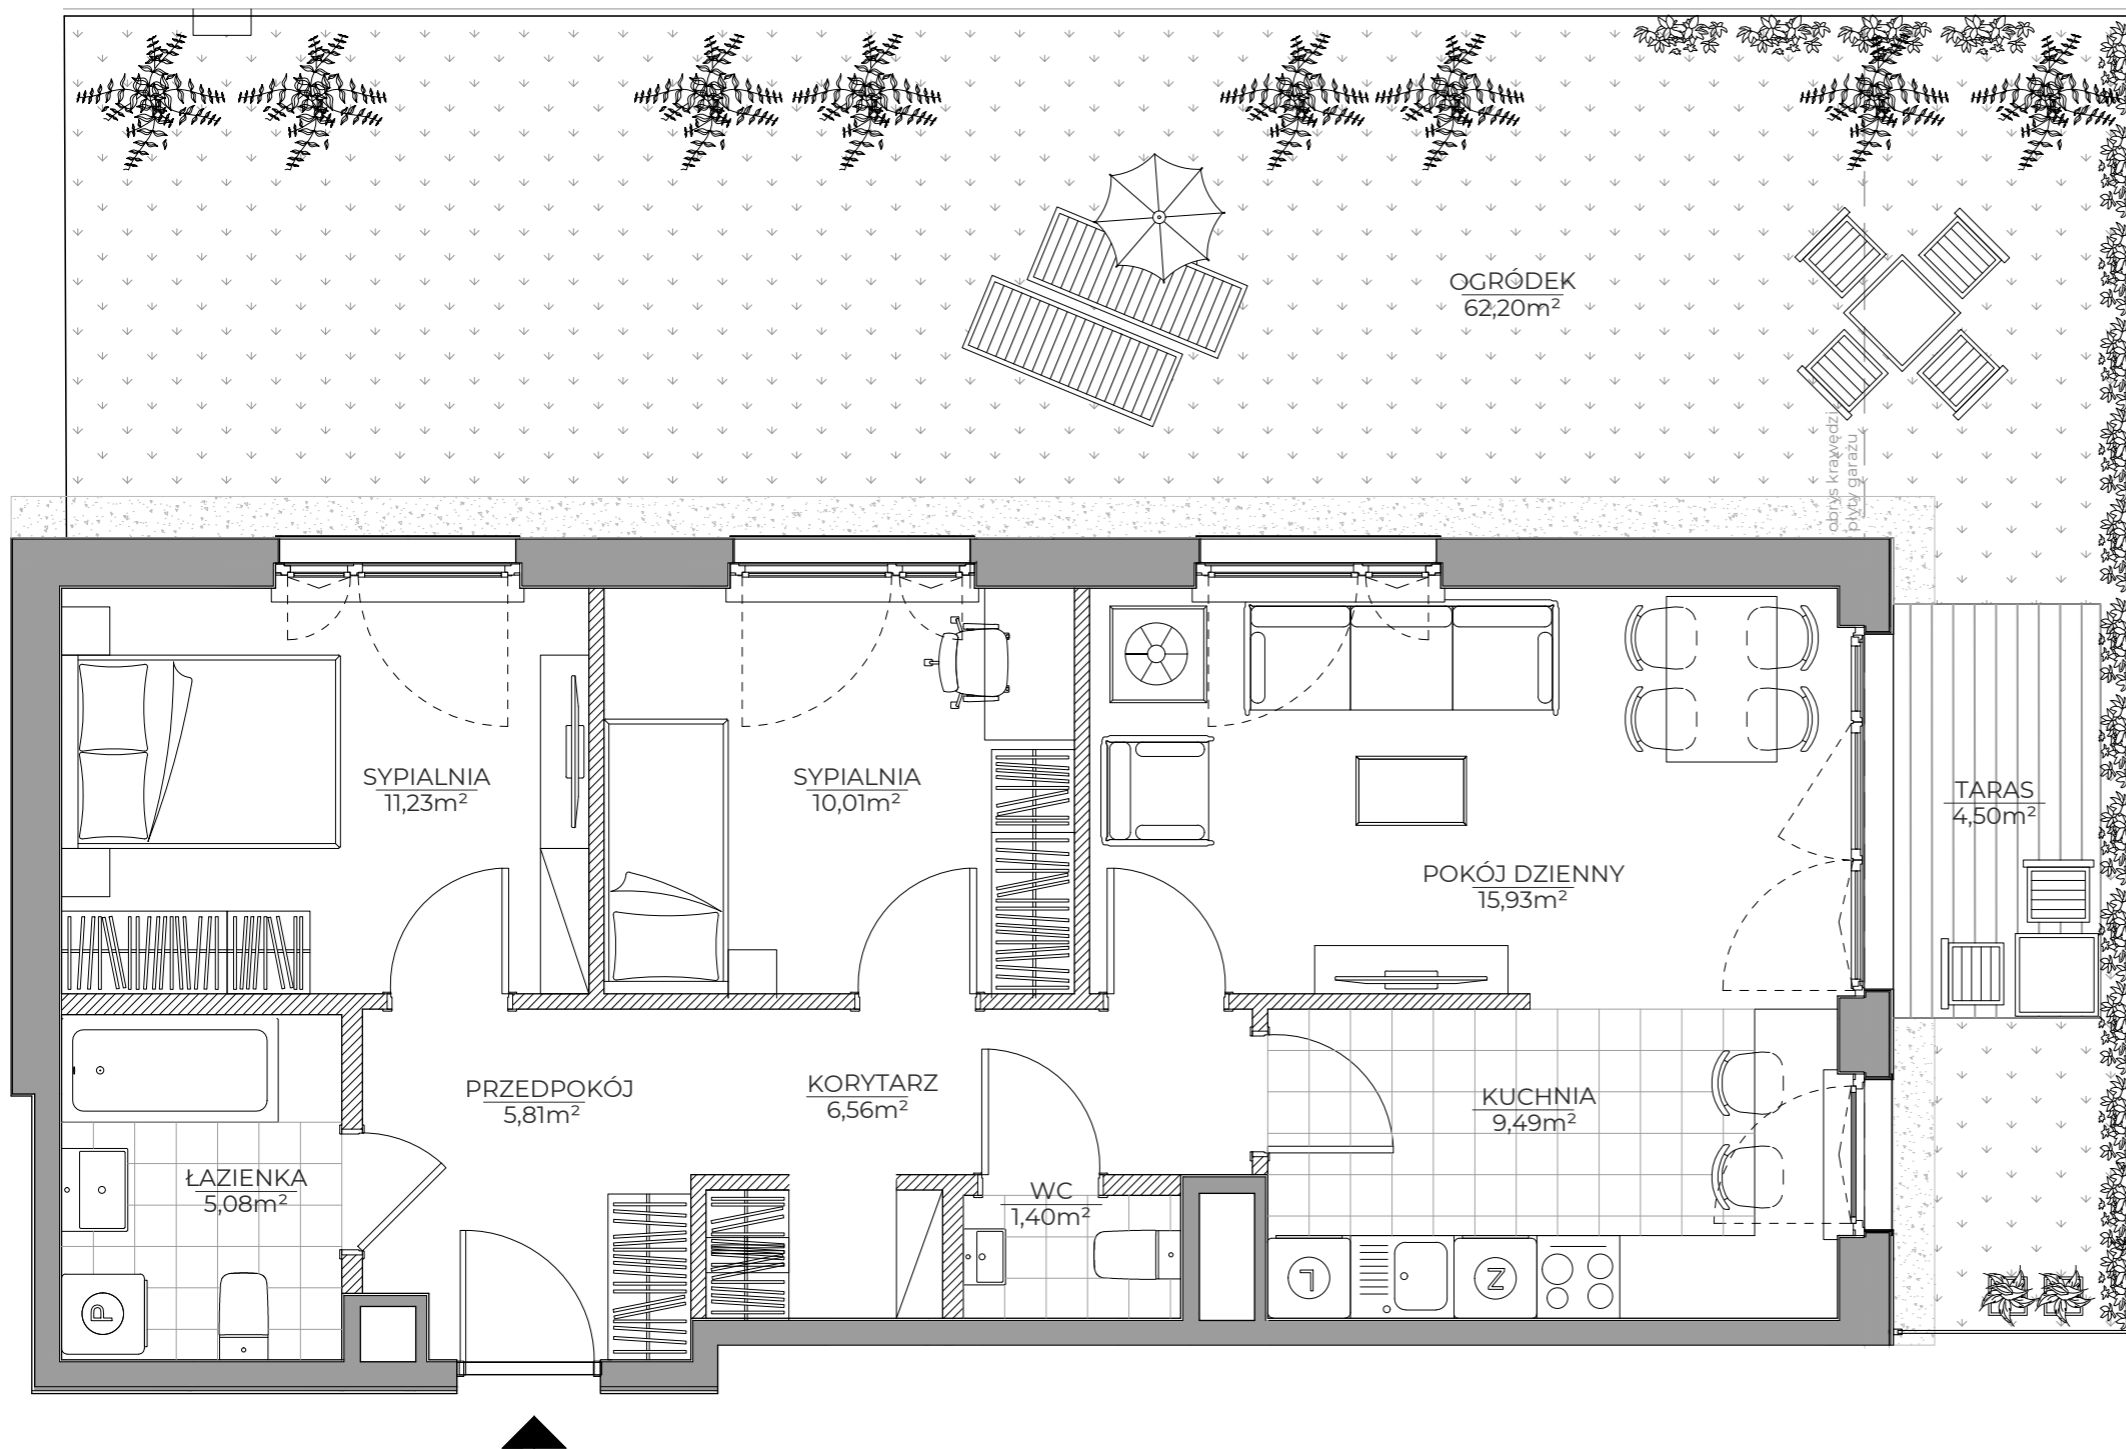 OGRÓDEK
62,20m²
obrys krawędzi
płyty garażu
SYPIALNIA
11,23m²
SYPIALNIA
10,01m²
TARAS
4,50m²
POKÓJ DZIENNY
15,93m²
PRZEDPOKÓJ
5,81m²
KORYTARZ
6,56m²
KUCHNIA
9,49m²
ŁAZIENKA
5,08m²
WC
1,40m²
P
L
Z